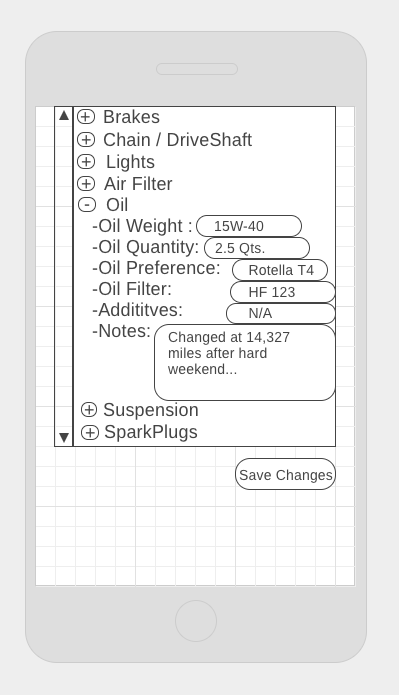 ▲ + Brakes
+ Chain / DriveShaft
+ Lights
+ Air Filter
- Oil
-Oil Weight : 15W-40
-Oil Quantity: 2.5 Qts.
-Oil Preference: Rotella T4
-Oil Filter: HF 123
-Addititves: N/A
-Notes: Changed at 14,327
miles after hard
weekend...
+ Suspension
▼ + SparkPlugs
Save Changes